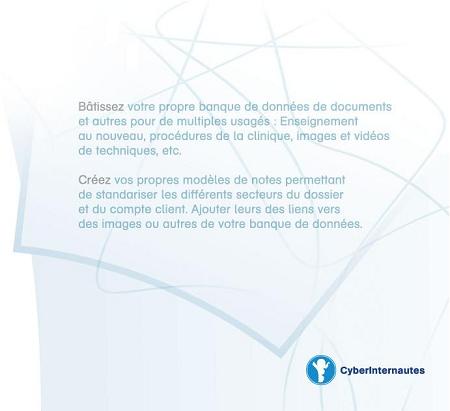 Bâtissez votre propre banque de données de documents
et autres pour de multiples usagés : Enseignement
au nouveau, procédures de la clinique, images et vidéos
de techniques, etc.
Créez vos propres modèles de notes permettant
de standariser les différents secteurs du dossier
et du compte client. Ajouter leurs des liens vers
des images ou autres de votre banque de données.
CyberInternautes